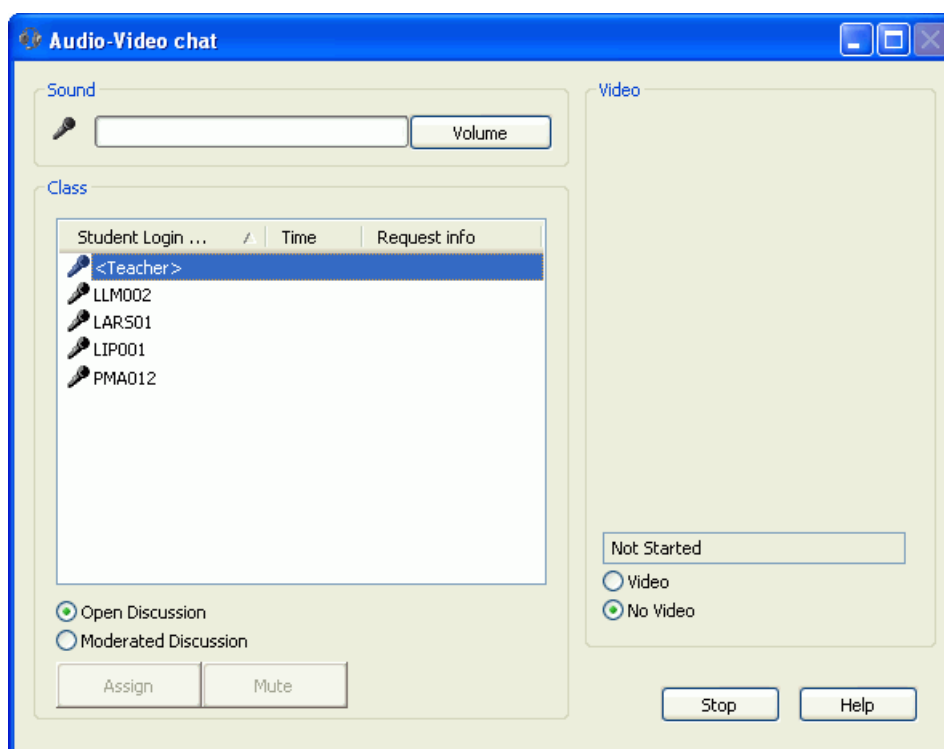 Audio-Video chat
Sound
Volume
Class
Student Login ... Time Request info
<Teacher>
LLM002
LARS01
LIP001
PMA012
Open Discussion
Moderated Discussion
Assign Mute
Video
Not Started
Video
No Video
Stop Help